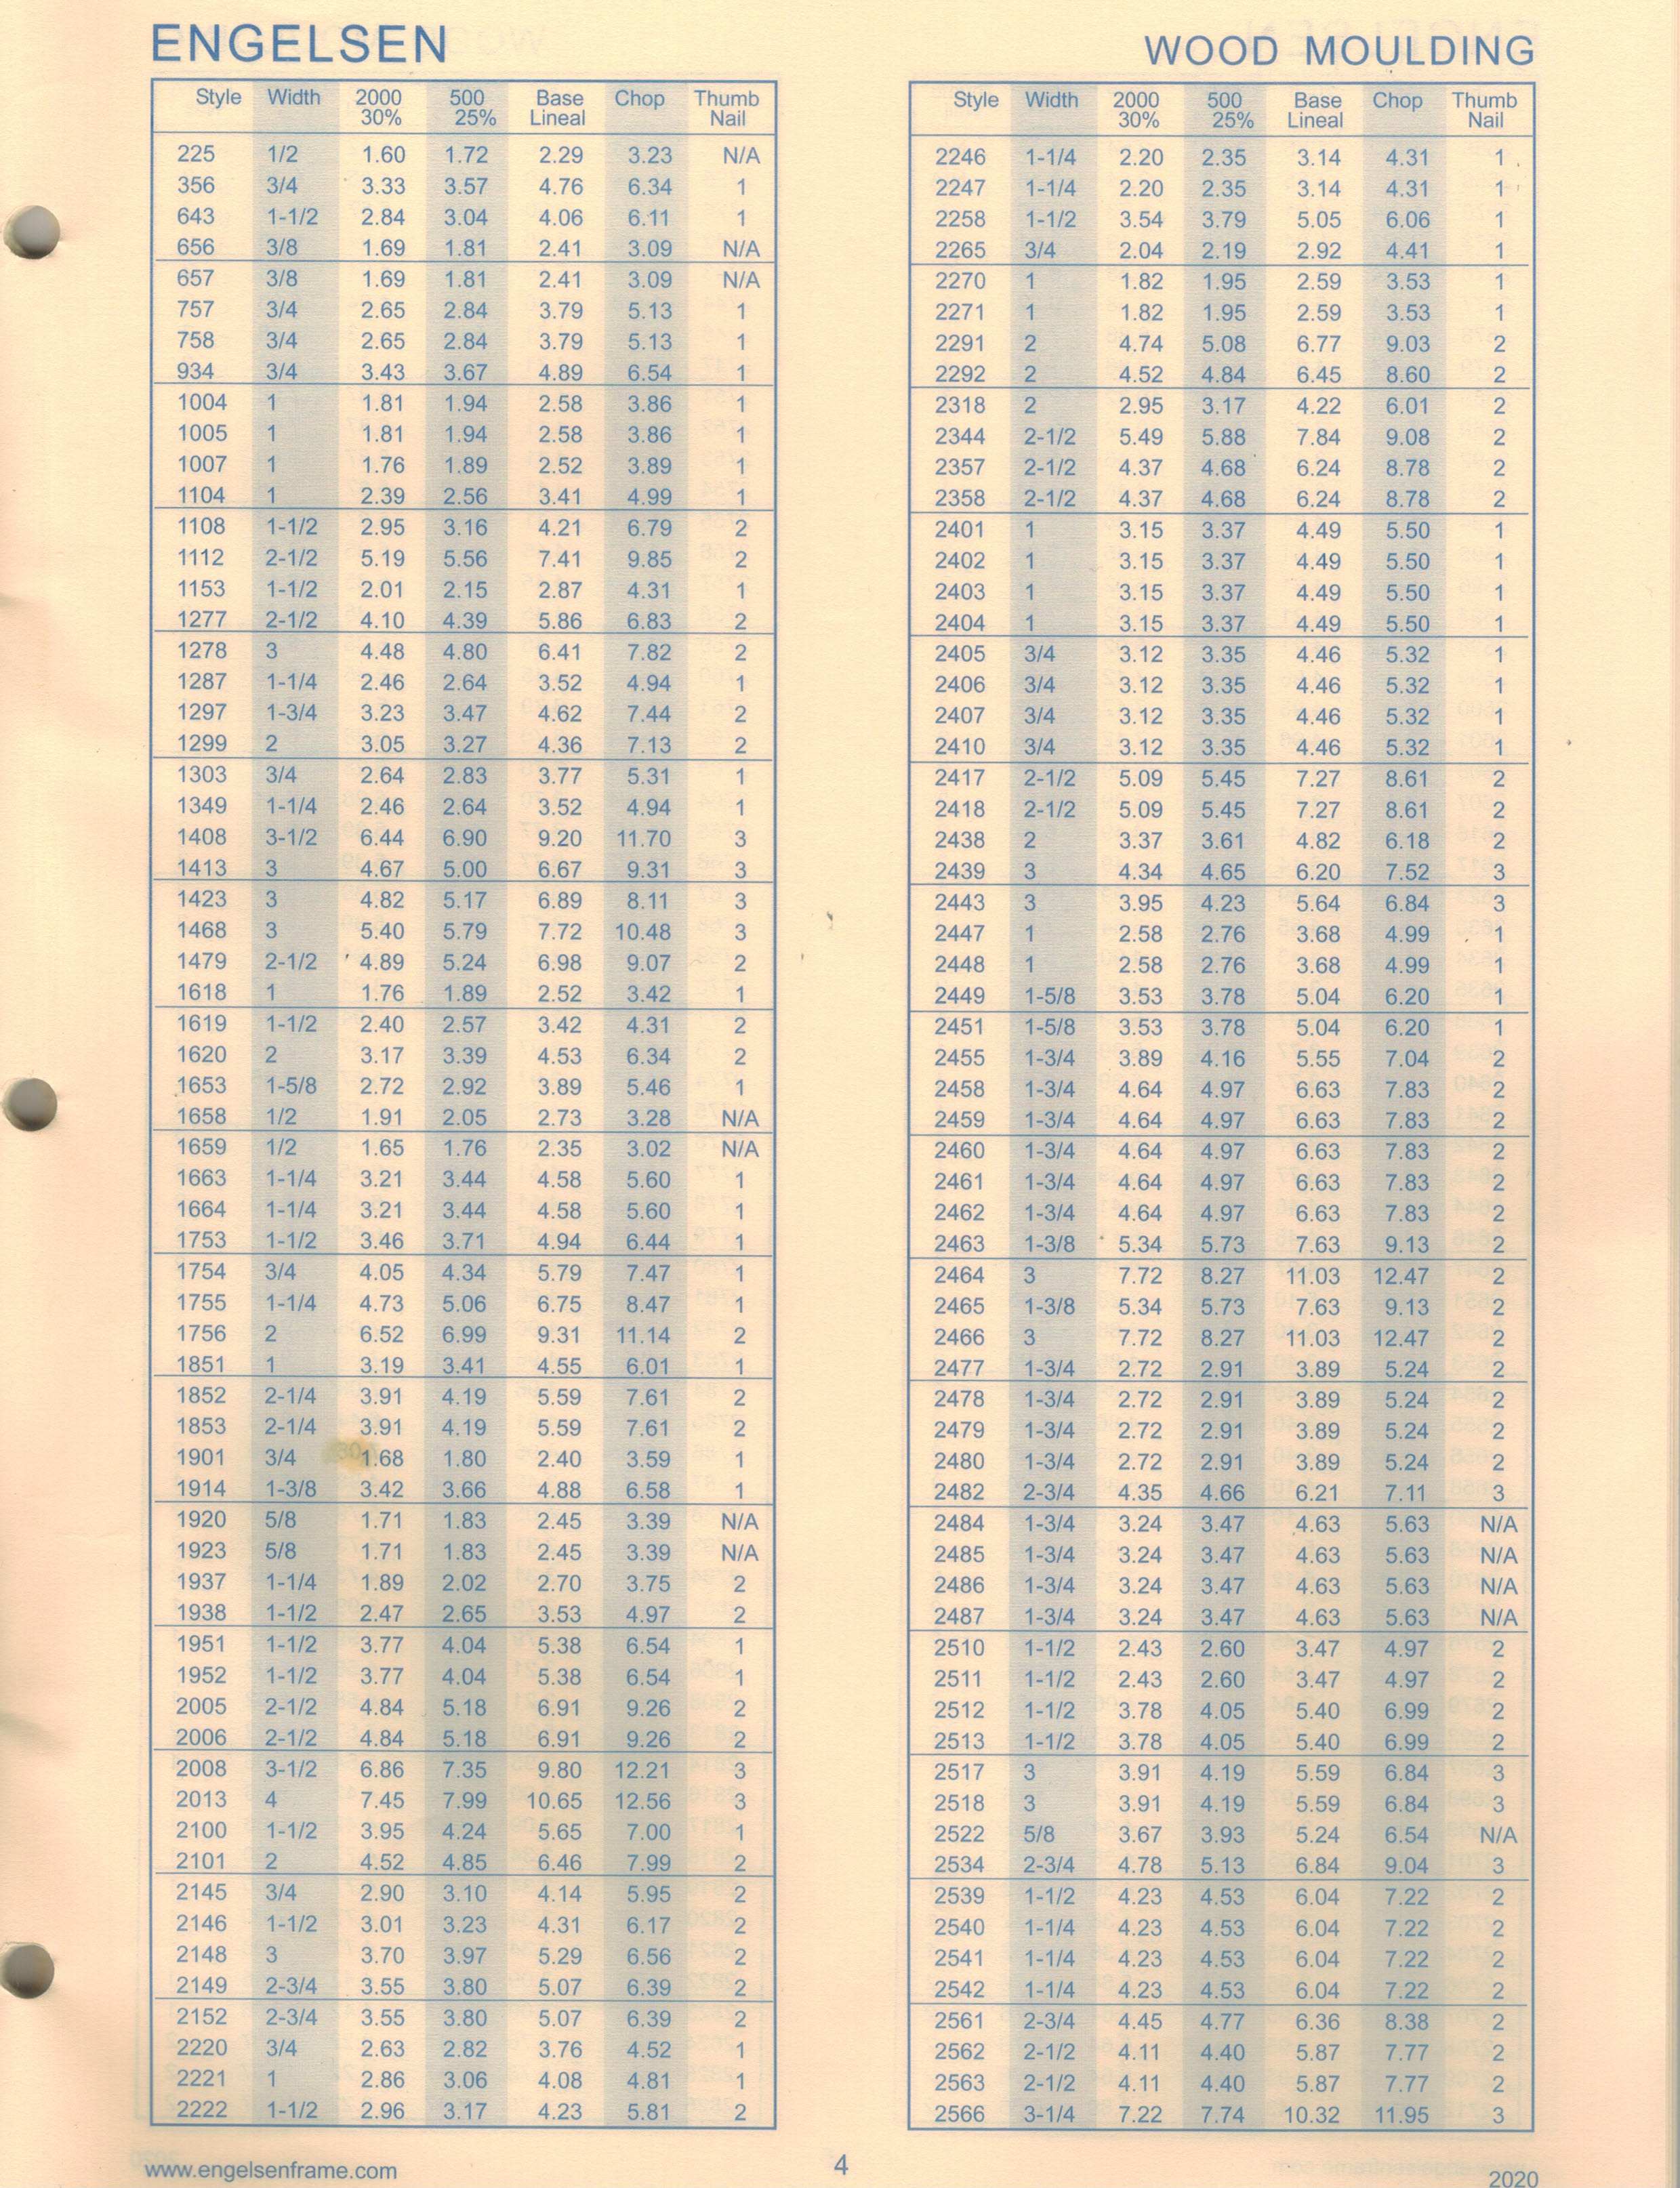 ENGELSEN
WOOD MOULDING
Style Width 2000 30% 500 25% Base Lineal Chop Thumb Nail
225 1/2 1.60 1.72 2.29 3.23 N/A
356 3/4 3.33 3.57 4.76 6.34 1
643 1-1/2 2.84 3.04 4.06 6.11 1
656 3/8 1.69 1.81 2.41 3.09 N/A
657 3/8 1.69 1.81 2.41 3.09 N/A
757 3/4 2.65 2.84 3.79 5.13 1
758 3/4 2.65 2.84 3.79 5.13 1
934 3/4 3.43 3.67 4.89 6.54 1
1004 1 1.81 1.94 2.58 3.86 1
1005 1 1.81 1.94 2.58 3.86 1
1007 1 1.76 1.89 2.52 3.89 1
1104 1 2.39 2.56 3.41 4.99 1
1108 1-1/2 2.95 3.16 4.21 6.79 2
1112 2-1/2 5.19 5.56 7.41 9.85 2
1153 1-1/2 2.01 2.15 2.87 4.31 1
1277 2-1/2 4.10 4.39 5.86 6.83 2
1278 3 4.48 4.80 6.41 7.82 2
1287 1-1/4 2.46 2.64 3.52 4.94 1
1297 1-3/4 3.23 3.47 4.62 7.44 2
1299 2 3.05 3.27 4.36 7.13 2
1303 3/4 2.64 2.83 3.77 5.31 1
1349 1-1/4 2.46 2.64 3.52 4.94 1
1408 3-1/2 6.44 6.90 9.20 11.70 3
1413 3 4.67 5.00 6.67 9.31 3
1423 3 4.82 5.17 6.89 8.11 3
1468 3 5.40 5.79 7.72 10.48 3
1479 2-1/2 4.89 5.24 6.98 9.07 2
1618 1 1.76 1.89 2.52 3.42 1
1619 1-1/2 2.40 2.57 3.42 4.31 2
1620 2 3.17 3.39 4.53 6.34 2
1653 1-5/8 2.72 2.92 3.89 5.46 1
1658 1/2 1.91 2.05 2.73 3.28 N/A
1659 1/2 1.65 1.76 2.35 3.02 N/A
1663 1-1/4 3.21 3.44 4.58 5.60 1
1664 1-1/4 3.21 3.44 4.58 5.60 1
1753 1-1/2 3.46 3.71 4.94 6.44 1
1754 3/4 4.05 4.34 5.79 7.47 1
1755 1-1/4 4.73 5.06 6.75 8.47 1
1756 2 6.52 6.99 9.31 11.14 2
1851 1 3.19 3.41 4.55 6.01 1
1852 2-1/4 3.91 4.19 5.59 7.61 2
1853 2-1/4 3.91 4.19 5.59 7.61 2
1901 3/4 1.68 1.80 2.40 3.59 1
1914 1-3/8 3.42 3.66 4.88 6.58 1
1920 5/8 1.71 1.83 2.45 3.39 N/A
1923 5/8 1.71 1.83 2.45 3.39 N/A
1937 1-1/4 1.89 2.02 2.70 3.75 2
1938 1-1/2 2.47 2.65 3.53 4.97 2
1951 1-1/2 3.77 4.04 5.38 6.54 1
1952 1-1/2 3.77 4.04 5.38 6.54 1
2005 2-1/2 4.84 5.18 6.91 9.26 2
2006 2-1/2 4.84 5.18 6.91 9.26 2
2008 3-1/2 6.86 7.35 9.80 12.21 3
2013 4 7.45 7.99 10.65 12.56 3
2100 1-1/2 3.95 4.24 5.65 7.00 1
2101 2 4.52 4.85 6.46 7.99 2
2145 3/4 2.90 3.10 4.14 5.95 2
2146 1-1/2 3.01 3.23 4.31 6.17 2
2148 3 3.70 3.97 5.29 6.56 2
2149 2-3/4 3.55 3.80 5.07 6.39 2
2152 2-3/4 3.55 3.80 5.07 6.39 2
2220 3/4 2.63 2.82 3.76 4.52 1
2221 1 2.86 3.06 4.08 4.81 1
2222 1-1/2 2.96 3.17 4.23 5.81 2
Style Width 2000 30% 500 25% Base Lineal Chop Thumb Nail
2246 1-1/4 2.20 2.35 3.14 4.31 1
2247 1-1/4 2.20 2.35 3.14 4.31 1
2258 1-1/2 3.54 3.79 5.05 6.06 1
2265 3/4 2.04 2.19 2.92 4.41 1
2270 1 1.82 1.95 2.59 3.53 1
2271 1 1.82 1.95 2.59 3.53 1
2291 2 4.74 5.08 6.77 9.03 2
2292 2 4.52 4.84 6.45 8.60 2
2318 2 2.95 3.17 4.22 6.01 2
2344 2-1/2 5.49 5.88 7.84 9.08 2
2357 2-1/2 4.37 4.68 6.24 8.78 2
2358 2-1/2 4.37 4.68 6.24 8.78 2
2401 1 3.15 3.37 4.49 5.50 1
2402 1 3.15 3.37 4.49 5.50 1
2403 1 3.15 3.37 4.49 5.50 1
2404 1 3.15 3.37 4.49 5.50 1
2405 3/4 3.12 3.35 4.46 5.32 1
2406 3/4 3.12 3.35 4.46 5.32 1
2407 3/4 3.12 3.35 4.46 5.32 1
2410 3/4 3.12 3.35 4.46 5.32 1
2417 2-1/2 5.09 5.45 7.27 8.61 2
2418 2-1/2 5.09 5.45 7.27 8.61 2
2438 2 3.37 3.61 4.82 6.18 2
2439 3 4.34 4.65 6.20 7.52 3
2443 3 3.95 4.23 5.64 6.84 3
2447 1 2.58 2.76 3.68 4.99 1
2448 1 2.58 2.76 3.68 4.99 1
2449 1-5/8 3.53 3.78 5.04 6.20 1
2451 1-5/8 3.53 3.78 5.04 6.20 1
2455 1-3/4 3.89 4.16 5.55 7.04 2
2458 1-3/4 4.64 4.97 6.63 7.83 2
2459 1-3/4 4.64 4.97 6.63 7.83 2
2460 1-3/4 4.64 4.97 6.63 7.83 2
2461 1-3/4 4.64 4.97 6.63 7.83 2
2462 1-3/4 4.64 4.97 6.63 7.83 2
2463 1-3/8 5.34 5.73 7.63 9.13 2
2464 3 7.72 8.27 11.03 12.47 2
2465 1-3/8 5.34 5.73 7.63 9.13 2
2466 3 7.72 8.27 11.03 12.47 2
2477 1-3/4 2.72 2.91 3.89 5.24 2
2478 1-3/4 2.72 2.91 3.89 5.24 2
2479 1-3/4 2.72 2.91 3.89 5.24 2
2480 1-3/4 2.72 2.91 3.89 5.24 2
2482 2-3/4 4.35 4.66 6.21 7.11 3
2484 1-3/4 3.24 3.47 4.63 5.63 N/A
2485 1-3/4 3.24 3.47 4.63 5.63 N/A
2486 1-3/4 3.24 3.47 4.63 5.63 N/A
2487 1-3/4 3.24 3.47 4.63 5.63 N/A
2510 1-1/2 2.43 2.60 3.47 4.97 2
2511 1-1/2 2.43 2.60 3.47 4.97 2
2512 1-1/2 3.78 4.05 5.40 6.99 2
2513 1-1/2 3.78 4.05 5.40 6.99 2
2517 3 3.91 4.19 5.59 6.84 3
2518 3 3.91 4.19 5.59 6.84 3
2522 5/8 3.67 3.93 5.24 6.54 N/A
2534 2-3/4 4.78 5.13 6.84 9.04 3
2539 1-1/2 4.23 4.53 6.04 7.22 2
2540 1-1/4 4.23 4.53 6.04 7.22 2
2541 1-1/4 4.23 4.53 6.04 7.22 2
2542 1-1/4 4.23 4.53 6.04 7.22 2
2561 2-3/4 4.45 4.77 6.36 8.38 2
2562 2-1/2 4.11 4.40 5.87 7.77 2
2563 2-1/2 4.11 4.40 5.87 7.77 2
2566 3-1/4 7.22 7.74 10.32 11.95 3
www.engelsenframe.com
4
2020